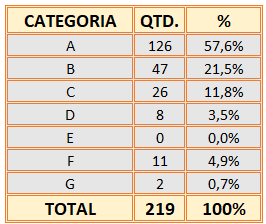 CATEGORIA QTD. %
A 126 57,6%
B 47 21,5%
C 26 11,8%
D 8 3,5%
E 0 0,0%
F 11 4,9%
G 2 0,7%
TOTAL 219 100%